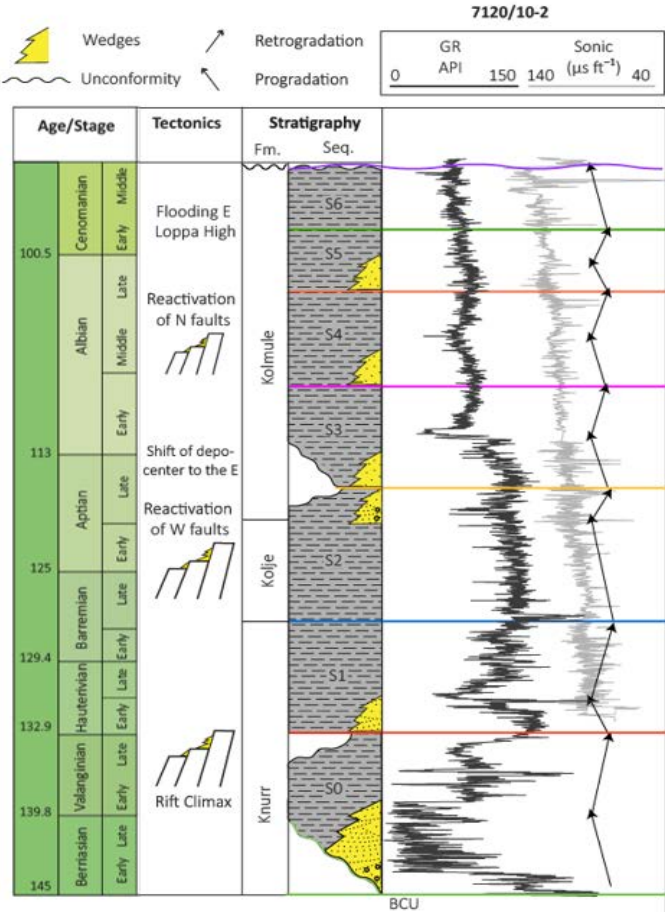 7120/10-2
Wedges
Retrogradation
Unconformity
Progradation
GR
API
0 150
Sonic
(µs ft⁻¹)
140 40
Age/Stage
Tectonics
Stratigraphy
Fm.
Seq.
Cenomanian
Middle
Early
100.5
Albian
Late
Middle
Early
113
Aptian
Late
Early
125
Barremian
Late
Early
129.4
Hauterivian
Late
Early
132.9
Valanginian
Late
Early
139.8
Berriasian
Late
Early
145
Flooding E
Loppa High
Reactivation
of N faults
Shift of depo-
center to the E
Reactivation
of W faults
Rift Climax
Kolmule
Kolje
Knurr
S6
S5
S4
S3
S2
S1
S0
BCU